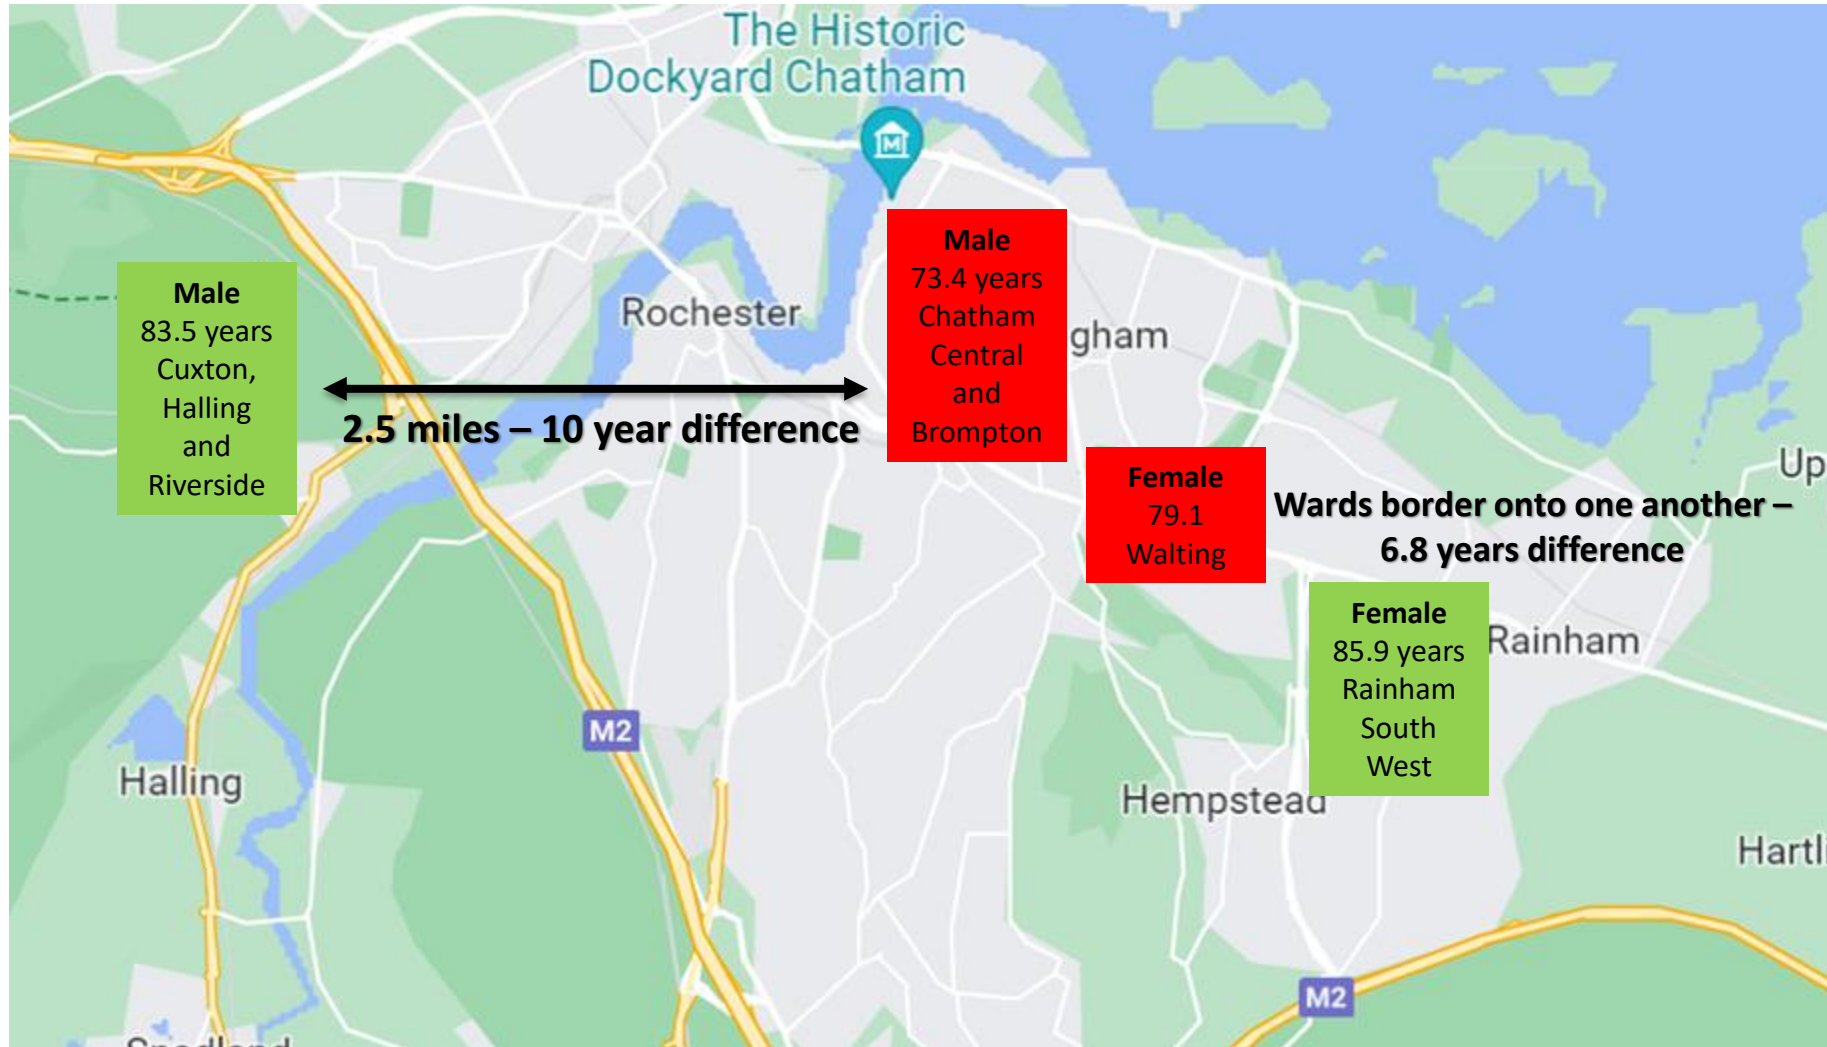 The Historic
Dockyard Chatham
Male
83.5 years
Cuxton,
Halling
and
Riverside
Rochester
Male
73.4 years
Chatham
Central
and
Brompton
gham
2.5 miles – 10 year difference
Female
79.1
Walting
Wards border onto one another –
6.8 years difference
Up
Female
85.9 years
Rainham
South
West
Rainham
M2
Halling
Hempstead
Hartli
M2